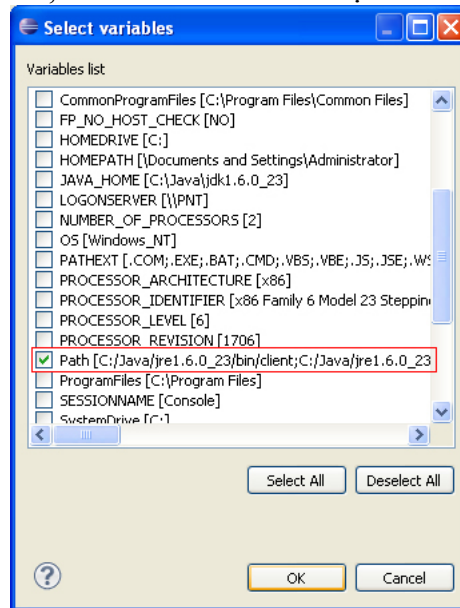 Select variables
Variables list
CommonProgramFiles [C:\Program Files\Common Files]
FP_NO_HOST_CHECK [NO]
HOMEDRIVE [C:]
HOMEPATH [\Documents and Settings\Administrator]
JAVA_HOME [C:\Java\jdk1.6.0_23]
LOGONSERVER [\\PNT]
NUMBER_OF_PROCESSORS [2]
OS [Windows_NT]
PATHEXT [.COM;.EXE;.BAT;.CMD;.VBS;.VBE;.JS;.JSE;.WS
PROCESSOR_ARCHITECTURE [x86]
PROCESSOR_IDENTIFIER [x86 Family 6 Model 23 Steppin
PROCESSOR_LEVEL [6]
PROCESSOR_REVISION [1706]
Path [C:/Java/jre1.6.0_23/bin/client;C:/Java/jre1.6.0_23
ProgramFiles [C:\Program Files]
SESSIONNAME [Console]
SystemDrive [C:]
Select All Deselect All
? OK Cancel